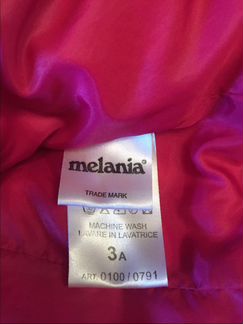 melania®
TRADE MARK
MACHINE WASH
LAVARE IN LAVATRICE
3A
ART. 0100/0791